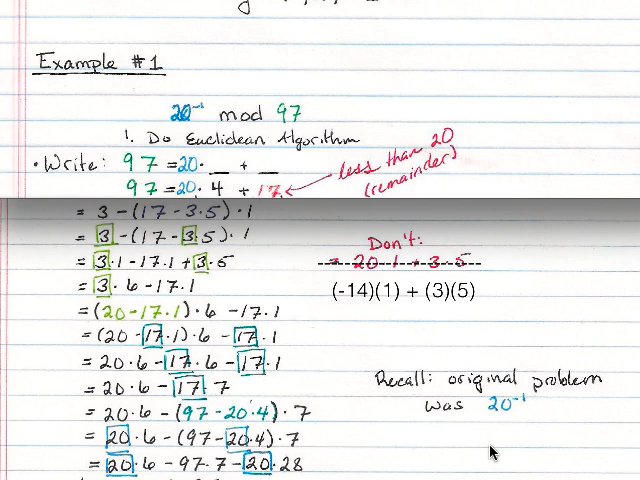 Example #1
20⁻¹ mod 97
1. Do Euclidean Algorithm
• Write: 97 = 20· _ + _
97 = 20· 4 + 17
less than 20
(remainder)
= 3 - (17 - 3·5)·1
= 3 - (17 - 3·5)·1
= 3·1 - 17·1 + 3·5
= 3·6 - 17·1
= (20 - 17·1)·6 - 17·1
= (20 - 17·1)·6 - 17·1
= 20·6 - 17·6 - 17·1
= 20·6 - 17·7
= 20·6 - (97 - 20·4)·7
= 20·6 - (97 - 20·4)·7
= 20·6 - 97·7 - 20·28
Don't:
= 20·1 + 3·5
(-14)(1) + (3)(5)
Recall: original problem
was 20⁻¹